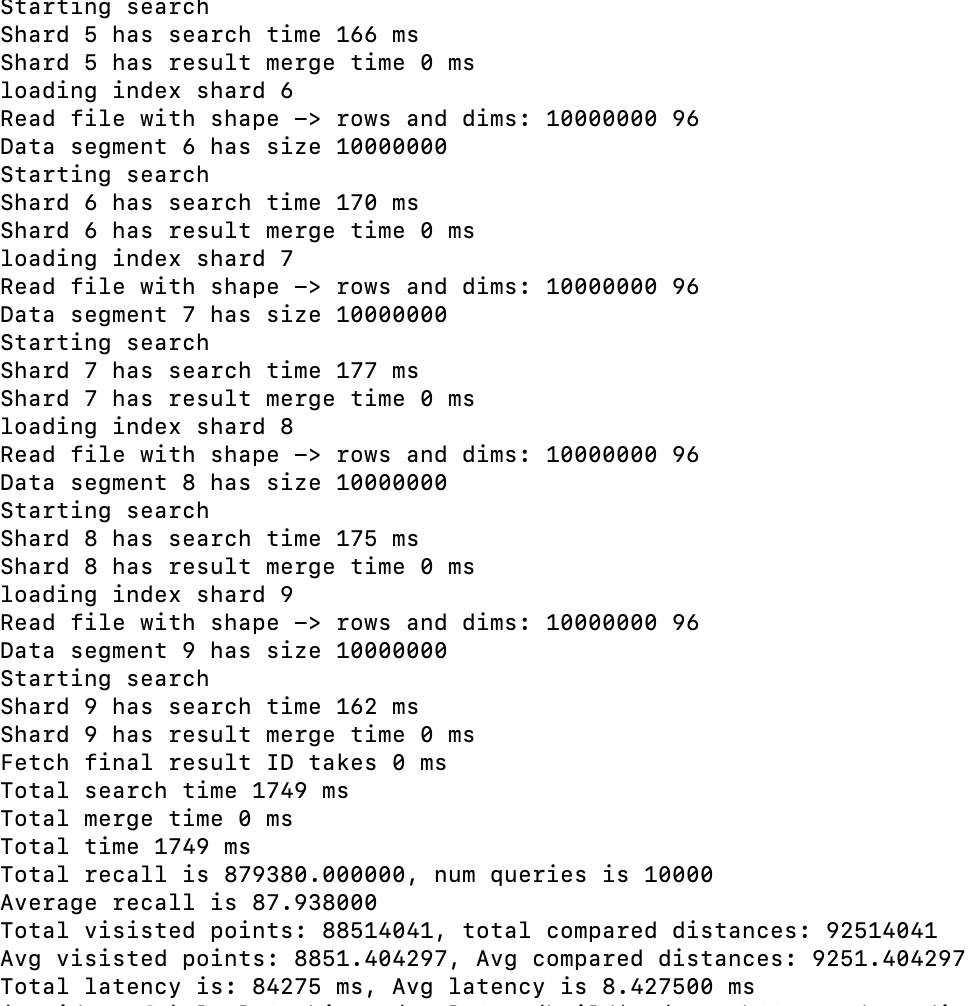 Starting search
Shard 5 has search time 166 ms
Shard 5 has result merge time 0 ms
loading index shard 6
Read file with shape -> rows and dims: 10000000 96
Data segment 6 has size 10000000
Starting search
Shard 6 has search time 170 ms
Shard 6 has result merge time 0 ms
loading index shard 7
Read file with shape -> rows and dims: 10000000 96
Data segment 7 has size 10000000
Starting search
Shard 7 has search time 177 ms
Shard 7 has result merge time 0 ms
loading index shard 8
Read file with shape -> rows and dims: 10000000 96
Data segment 8 has size 10000000
Starting search
Shard 8 has search time 175 ms
Shard 8 has result merge time 0 ms
loading index shard 9
Read file with shape -> rows and dims: 10000000 96
Data segment 9 has size 10000000
Starting search
Shard 9 has search time 162 ms
Shard 9 has result merge time 0 ms
Fetch final result ID takes 0 ms
Total search time 1749 ms
Total merge time 0 ms
Total time 1749 ms
Total recall is 879380.000000, num queries is 10000
Average recall is 87.938000
Total visisted points: 88514041, total compared distances: 92514041
Avg visisted points: 8851.404297, Avg compared distances: 9251.404297
Total latency is: 84275 ms, Avg latency is 8.427500 ms